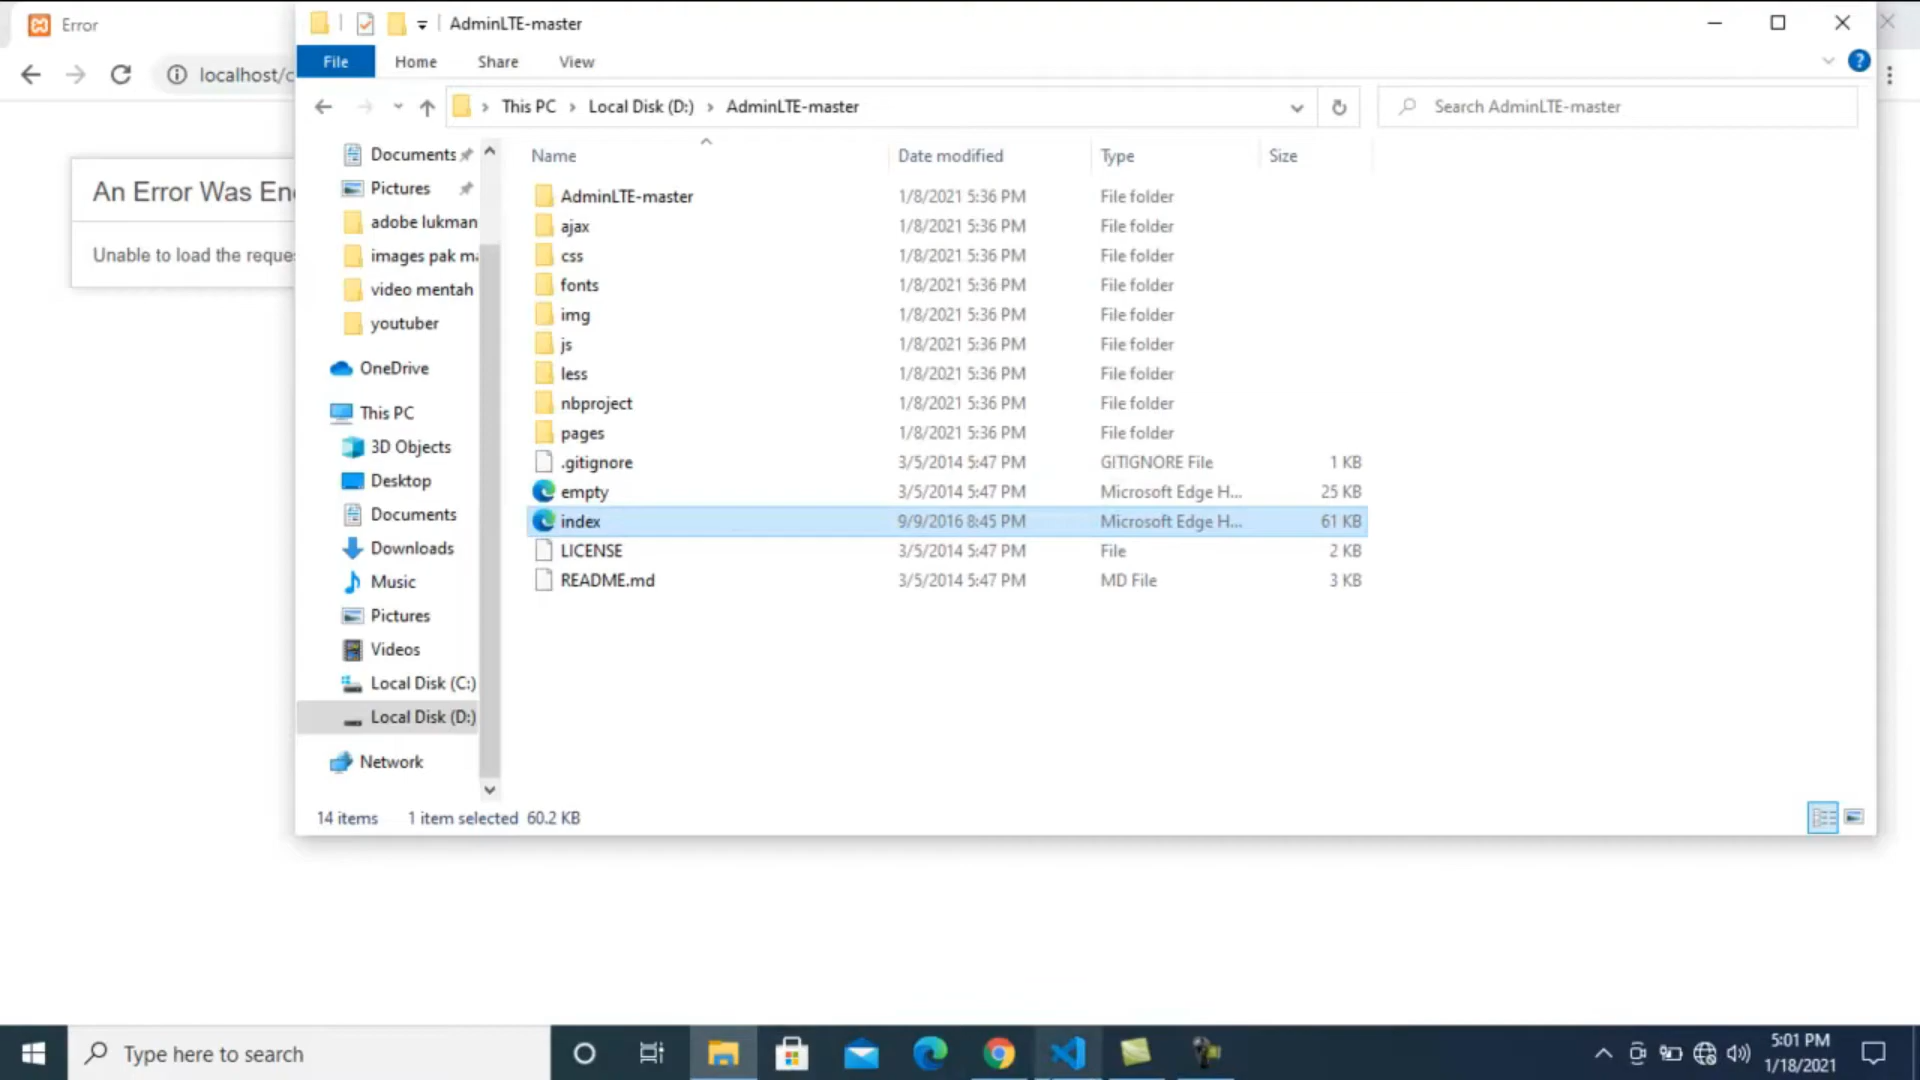 Error
AdminLTE-master
File Home Share View
localhost/c
This PC Local Disk (D:) AdminLTE-master
Search AdminLTE-master
An Error Was Enc
Unable to load the reques
Documents
Pictures
adobe lukman
images pak ma
video mentah
youtuber
OneDrive
This PC
3D Objects
Desktop
Documents
Downloads
Music
Pictures
Videos
Local Disk (C:)
Local Disk (D:)
Network
Name Date modified Type Size
AdminLTE-master 1/8/2021 5:36 PM File folder
ajax 1/8/2021 5:36 PM File folder
css 1/8/2021 5:36 PM File folder
fonts 1/8/2021 5:36 PM File folder
img 1/8/2021 5:36 PM File folder
js 1/8/2021 5:36 PM File folder
less 1/8/2021 5:36 PM File folder
nbproject 1/8/2021 5:36 PM File folder
pages 1/8/2021 5:36 PM File folder
.gitignore 3/5/2014 5:47 PM GITIGNORE File 1 KB
empty 3/5/2014 5:47 PM Microsoft Edge H... 25 KB
index 9/9/2016 8:45 PM Microsoft Edge H... 61 KB
LICENSE 3/5/2014 5:47 PM File 2 KB
README.md 3/5/2014 5:47 PM MD File 3 KB
14 items 1 item selected 60.2 KB
Type here to search
5:01 PM
1/18/2021